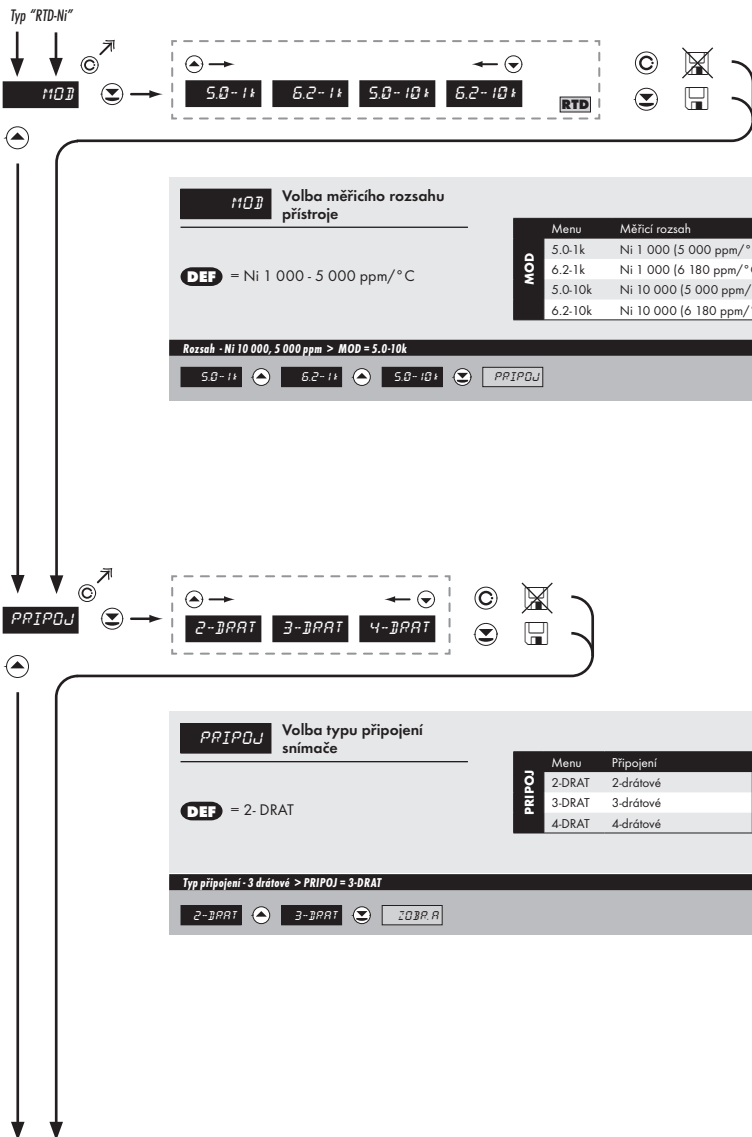 Typ "RTD-Ni"
MOD
5.0-1k 6.2-1k 5.0-10k 6.2-10k
RTD
MOD Volba měřicího rozsahu
přístroje
DEF = Ni 1 000 - 5 000 ppm/°C
MOD
Menu Měřicí rozsah
5.0-1k Ni 1 000 (5 000 ppm/°
6.2-1k Ni 1 000 (6 180 ppm/°C
5.0-10k Ni 10 000 (5 000 ppm/
6.2-10k Ni 10 000 (6 180 ppm/°
Rozsah - Ni 10 000, 5 000 ppm > MOD = 5.0-10k
5.0-1k 6.2-1k 5.0-10k PRIPOJ
PRIPOJ
2-DRAT 3-DRAT 4-DRAT
PRIPOJ Volba typu připojení
snímače
DEF = 2- DRAT
PRIPOJ
Menu Připojení
2-DRAT 2-drátové
3-DRAT 3-drátové
4-DRAT 4-drátové
Typ připojení - 3 drátové > PRIPOJ = 3-DRAT
2-DRAT 3-DRAT ZOBR. A